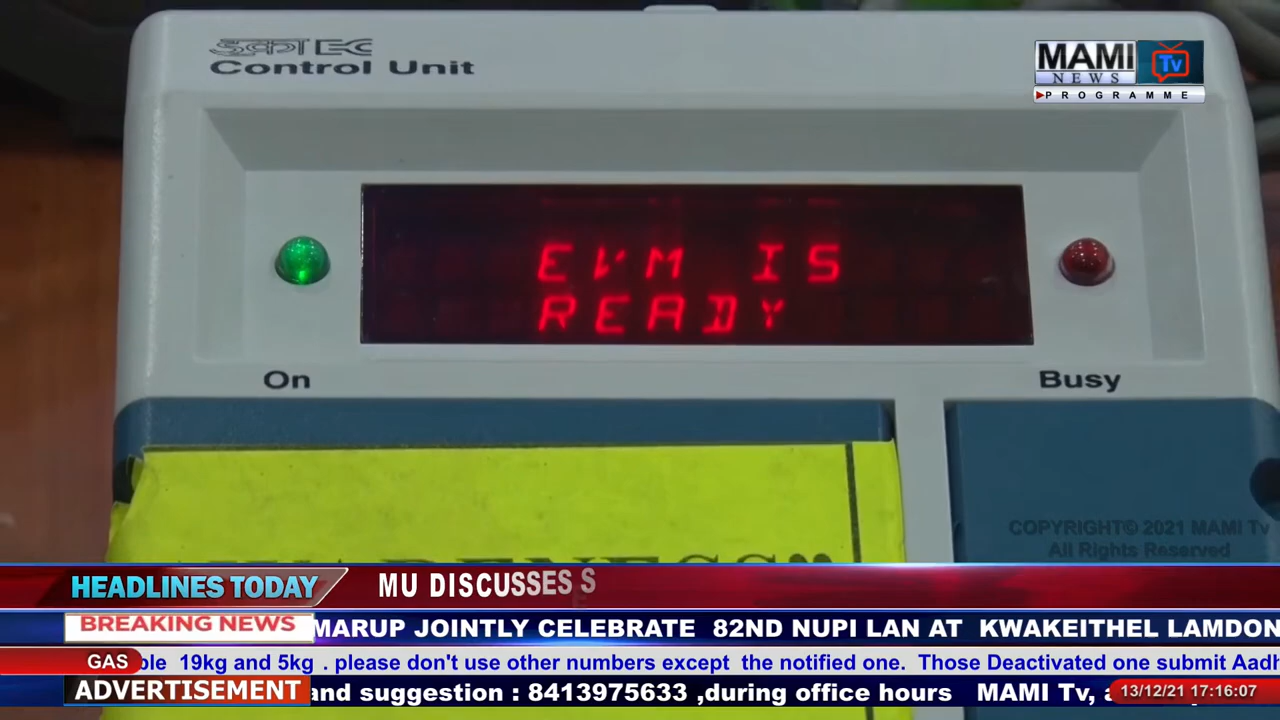 Control Unit
MAMI
NEWS
Tv
PROGRAMME
EVM IS
READY
On
Busy
COPYRIGHT© 2021 MAMI Tv
All Rights Reserved
HEADLINES TODAY
MU DISCUSSES S
BREAKING NEWS
MARUP JOINTLY CELEBRATE 82ND NUPI LAN AT KWAKEITHEL LAMDON
GAS
ble 19kg and 5kg . please don't use other numbers except the notified one. Those Deactivated one submit Aadh
ADVERTISEMENT
and suggestion : 8413975633 ,during office hours MAMI Tv, a
13/12/21 17:16:07